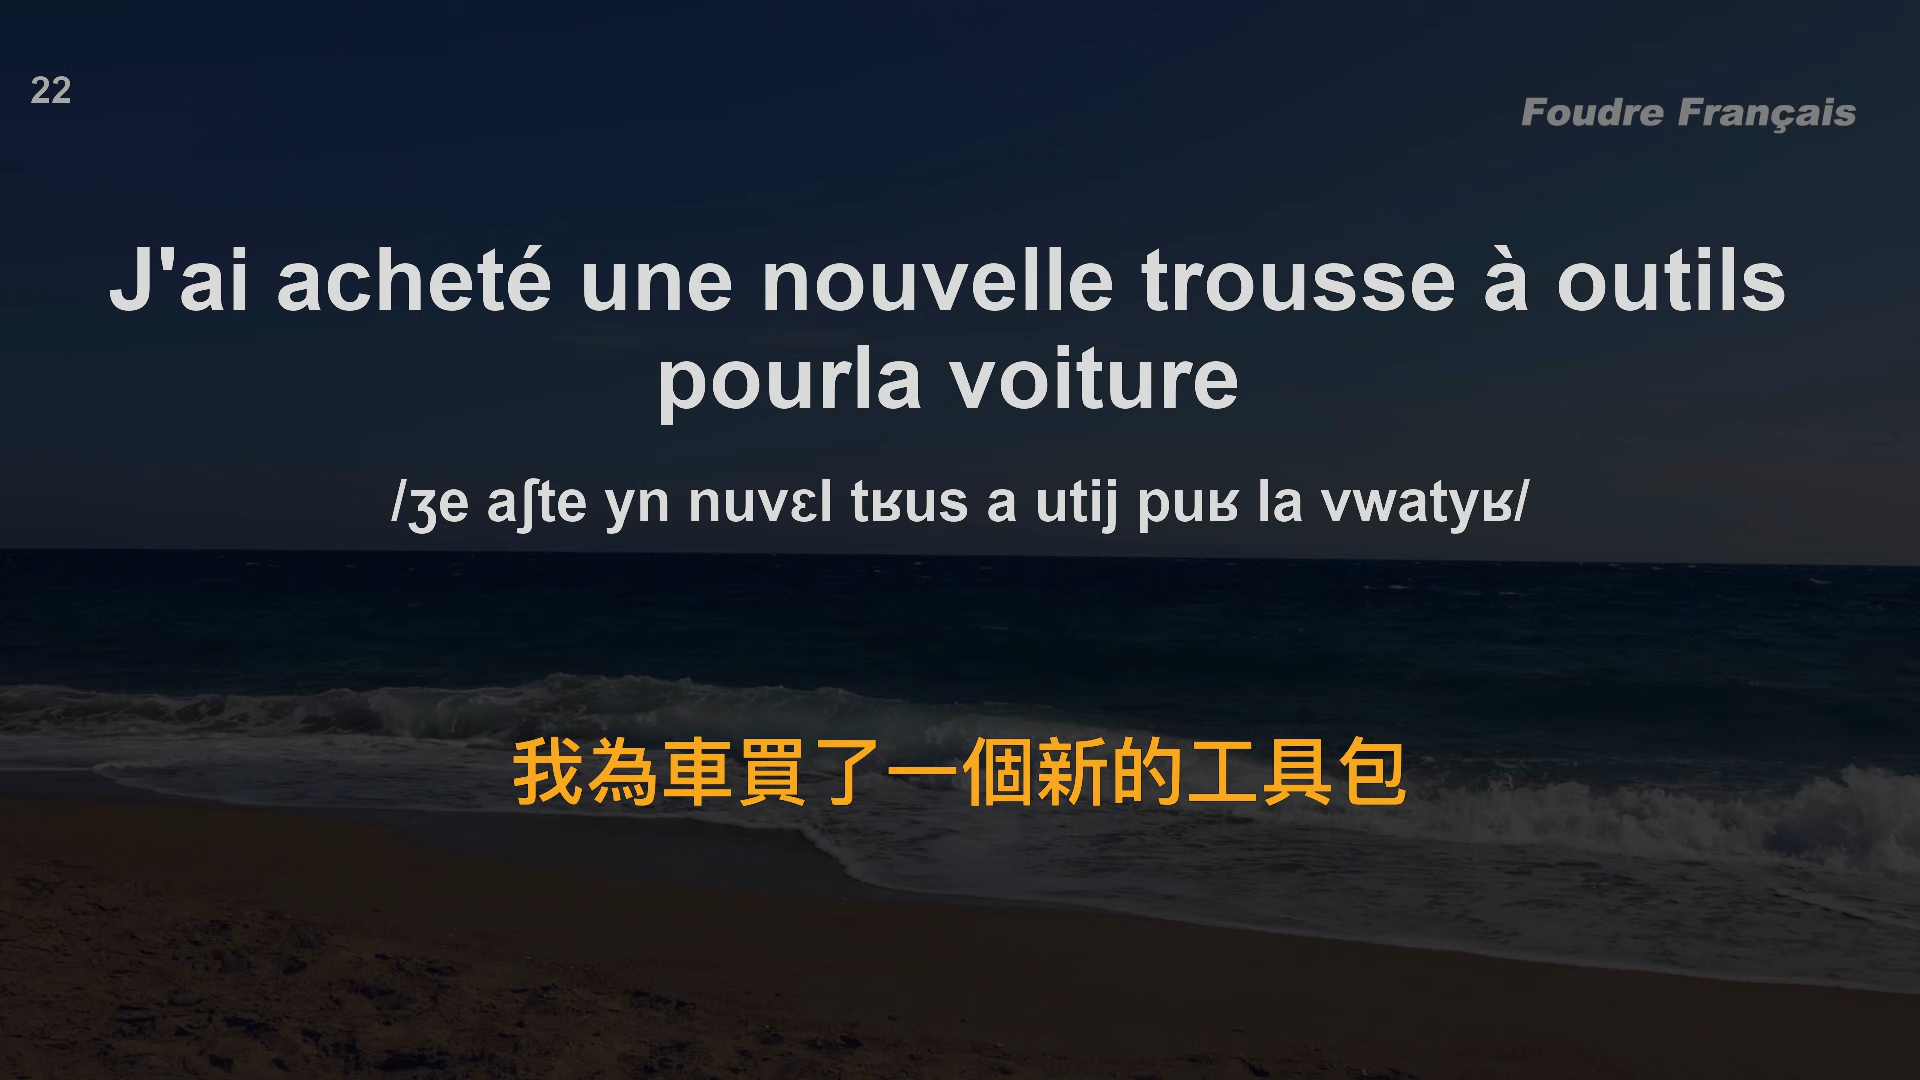 22
Foudre Français
J'ai acheté une nouvelle trousse à outils
pourla voiture
/ʒe aʃte yn nuvɛl tʁus a utij puʁ la vwatyʁ/
我為車買了一個新的工具包